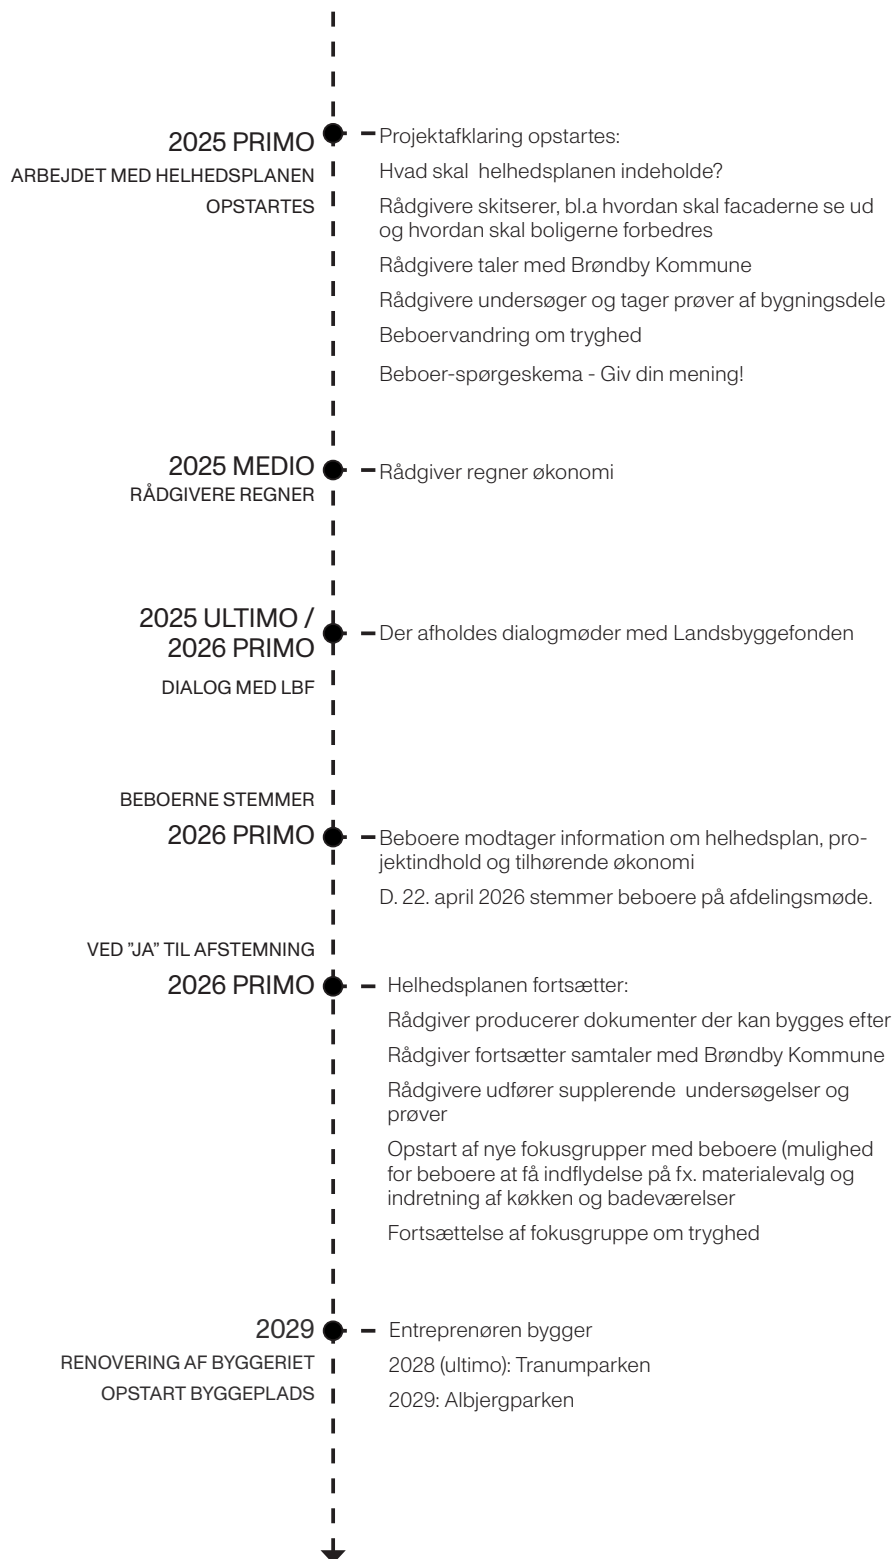 2025 PRIMO
ARBEJDET MED HELHEDSPLANEN
OPSTARTES
Projektafklaring opstartes:
Hvad skal helhedsplanen indeholde?
Rådgivere skitserer, bl.a hvordan skal facaderne se ud
og hvordan skal boligerne forbedres
Rådgivere taler med Brøndby Kommune
Rådgivere undersøger og tager prøver af bygningsdele
Beboervandring om tryghed
Beboer-spørgeskema - Giv din mening!
2025 MEDIO
RÅDGIVERE REGNER
Rådgiver regner økonomi
2025 ULTIMO /
2026 PRIMO
DIALOG MED LBF
Der afholdes dialogmøder med Landsbyggefonden
BEBOERNE STEMMER
2026 PRIMO
Beboere modtager information om helhedsplan, pro-
jektindhold og tilhørende økonomi
D. 22. april 2026 stemmer beboere på afdelingsmøde.
VED ”JA” TIL AFSTEMNING
2026 PRIMO
Helhedsplanen fortsætter:
Rådgiver producerer dokumenter der kan bygges efter
Rådgiver fortsætter samtaler med Brøndby Kommune
Rådgivere udfører supplerende undersøgelser og
prøver
Opstart af nye fokusgrupper med beboere (mulighed
for beboere at få indflydelse på fx. materialevalg og
indretning af køkken og badeværelser
Fortsættelse af fokusgruppe om tryghed
2029
RENOVERING AF BYGGERIET
OPSTART BYGGEPLADS
Entreprenøren bygger
2028 (ultimo): Tranumparken
2029: Albjergparken